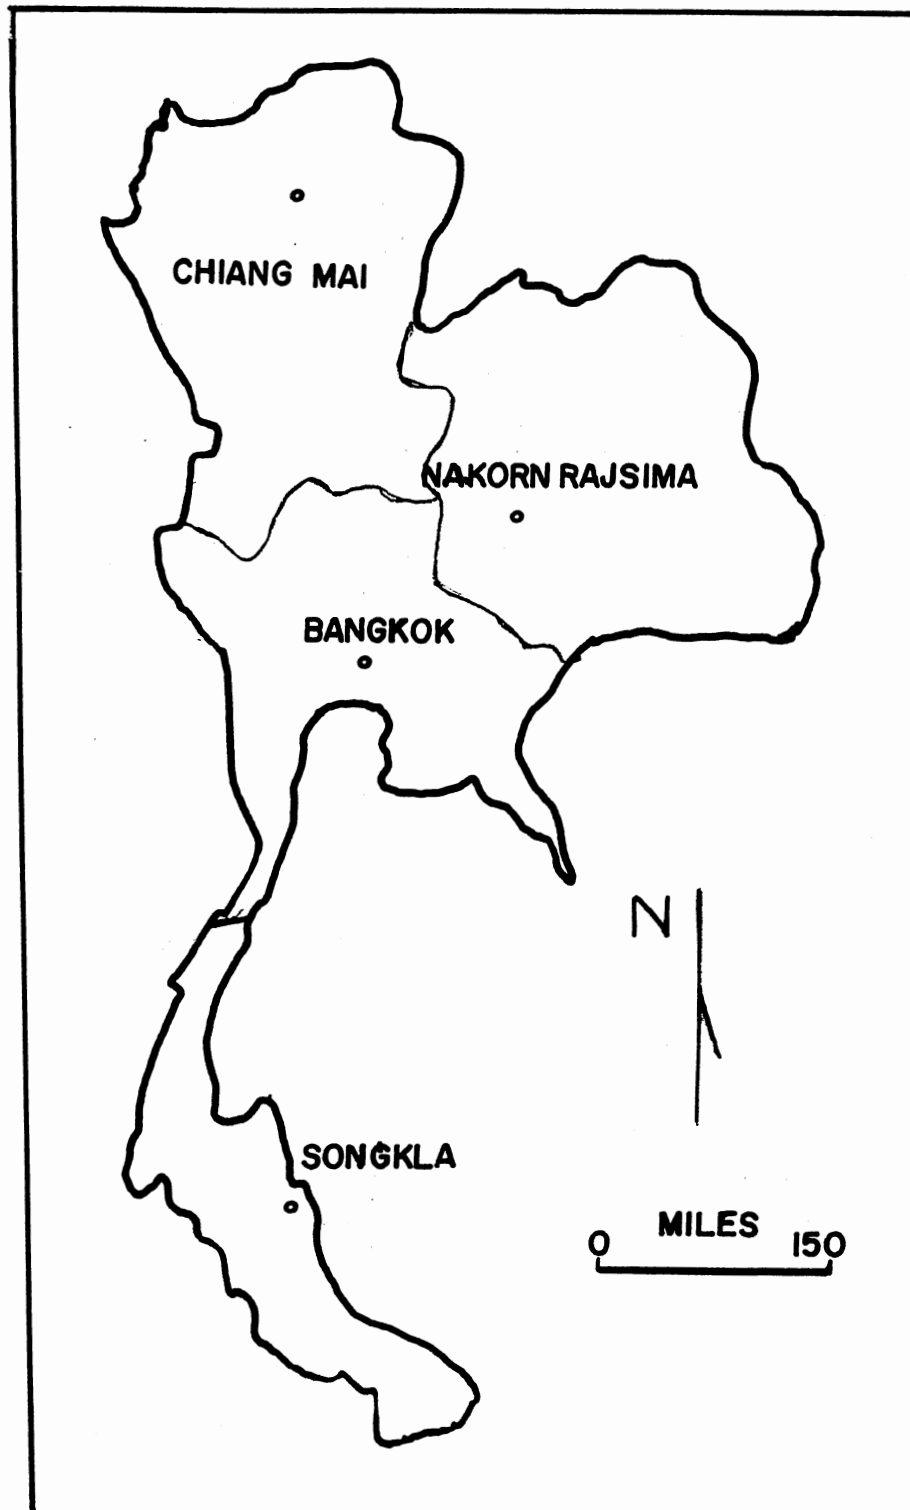 CHIANG MAI
NAKORN RAJSIMA
BANGKOK
N
SONGKLA
MILES
0 150